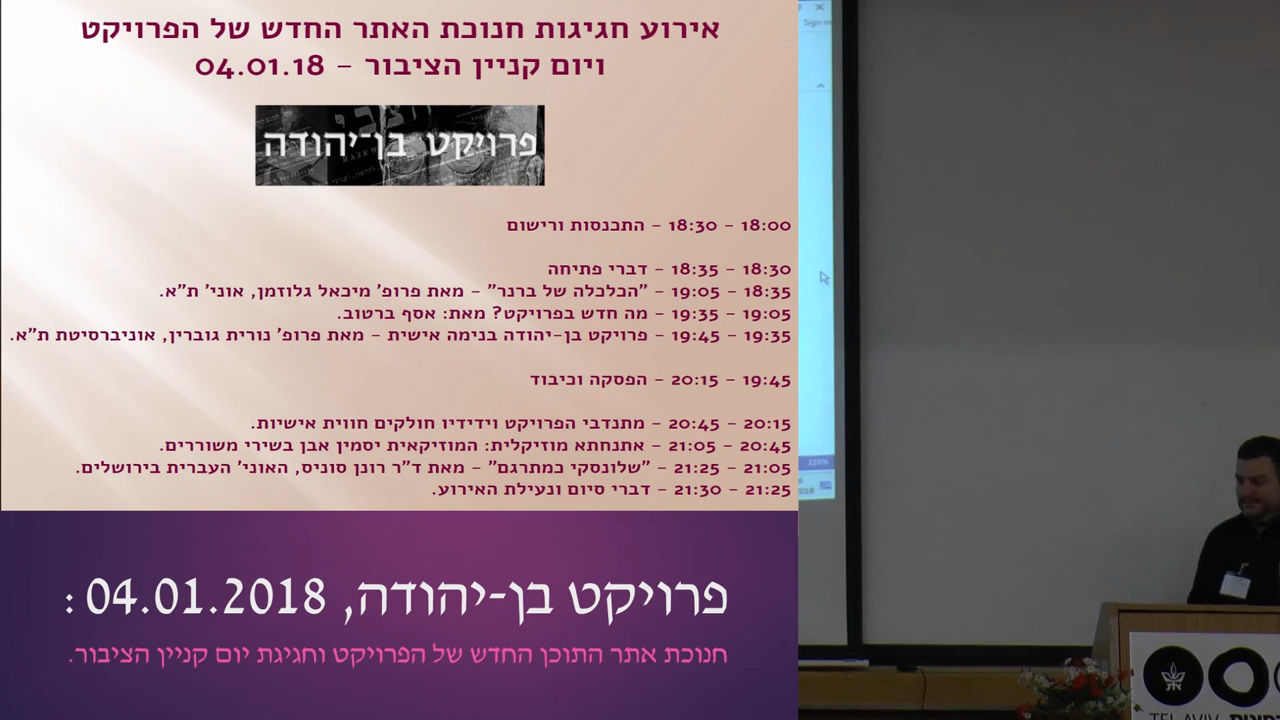 אירוע חגיגות חנוכת האתר החדש של הפרויקט
ויום קניין הציבור – 04.01.18
פרויקט בן־יהודה
18:00 – 18:30 – התכנסות ורישום
18:30 – 18:35 – דברי פתיחה
18:35 – 19:05 – "הכלכלה של ברנר" – מאת פרופ' מיכאל גלוזמן, אוני' ת"א.
19:05 – 19:35 – מה חדש בפרויקט? מאת: אסף ברטוב.
19:35 – 19:45 – פרויקט בן-יהודה בנימה אישית – מאת פרופ' נורית גוברין, אוניברסיטת ת"א.
19:45 – 20:15 – הפסקה וכיבוד
20:15 – 20:45 – מתנדבי הפרויקט וידידיו חולקים חווית אישיות.
20:45 – 21:05 – אתנחתא מוזיקלית: המוזיקאית יסמין אבן בשירי משוררים.
21:05 – 21:25 – "שלונסקי כמתרגם" – מאת ד"ר רונן סוניס, האוני' העברית בירושלים.
21:25 – 21:30 – דברי סיום ונעילת האירוע.
פרויקט בן-יהודה, 04.01.2018 :
חנוכת אתר התוכן החדש של הפרויקט וחגיגת יום קניין הציבור.
Sign in
TEL AVIV